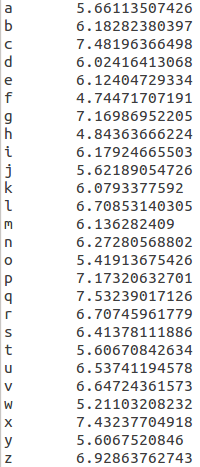 a 5.66113507426
b 6.18282380397
c 7.48196366498
d 6.02416413068
e 6.12404729334
f 4.74471707191
g 7.16986952205
h 4.84363666224
i 6.17924665503
j 5.62189054726
k 6.0793377592
l 6.70853140305
m 6.136282409
n 6.27280568802
o 5.41913675426
p 7.17320632701
q 7.53239017126
r 6.70745961779
s 6.41378111886
t 5.60670842634
u 6.53741194578
v 6.64724361573
w 5.21103208232
x 7.43237704918
y 5.6067520846
z 6.92863762743